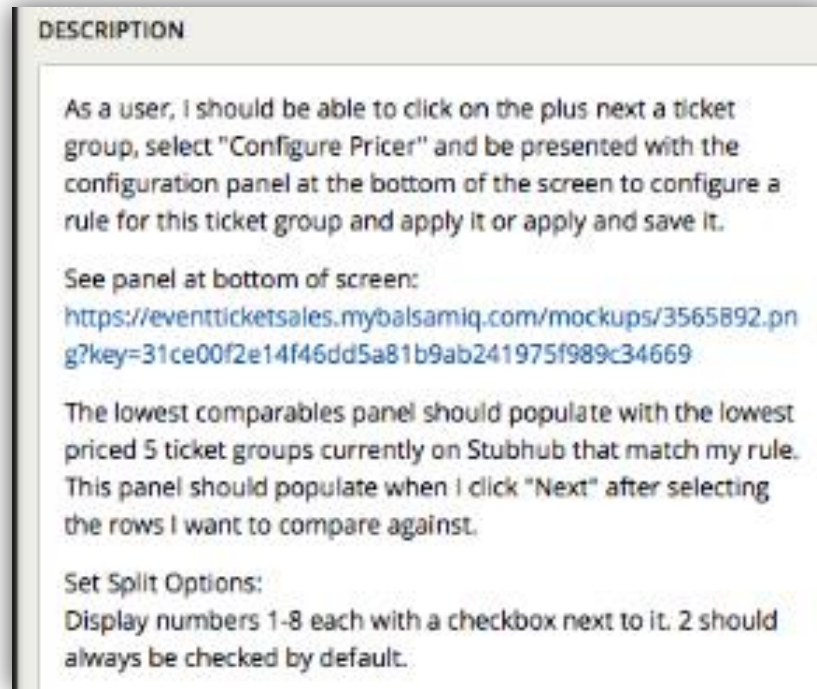 DESCRIPTION
As a user, I should be able to click on the plus next a ticket
group, select "Configure Pricer" and be presented with the
configuration panel at the bottom of the screen to configure a
rule for this ticket group and apply it or apply and save it.
See panel at bottom of screen:
https://eventticketsales.mybalsamiq.com/mockups/3565892.pn
g?key=31ce00f2e14f46dd5a81b9ab241975f989c34669
The lowest comparables panel should populate with the lowest
priced 5 ticket groups currently on Stubhub that match my rule.
This panel should populate when I click "Next" after selecting
the rows I want to compare against.
Set Split Options:
Display numbers 1-8 each with a checkbox next to it. 2 should
always be checked by default.